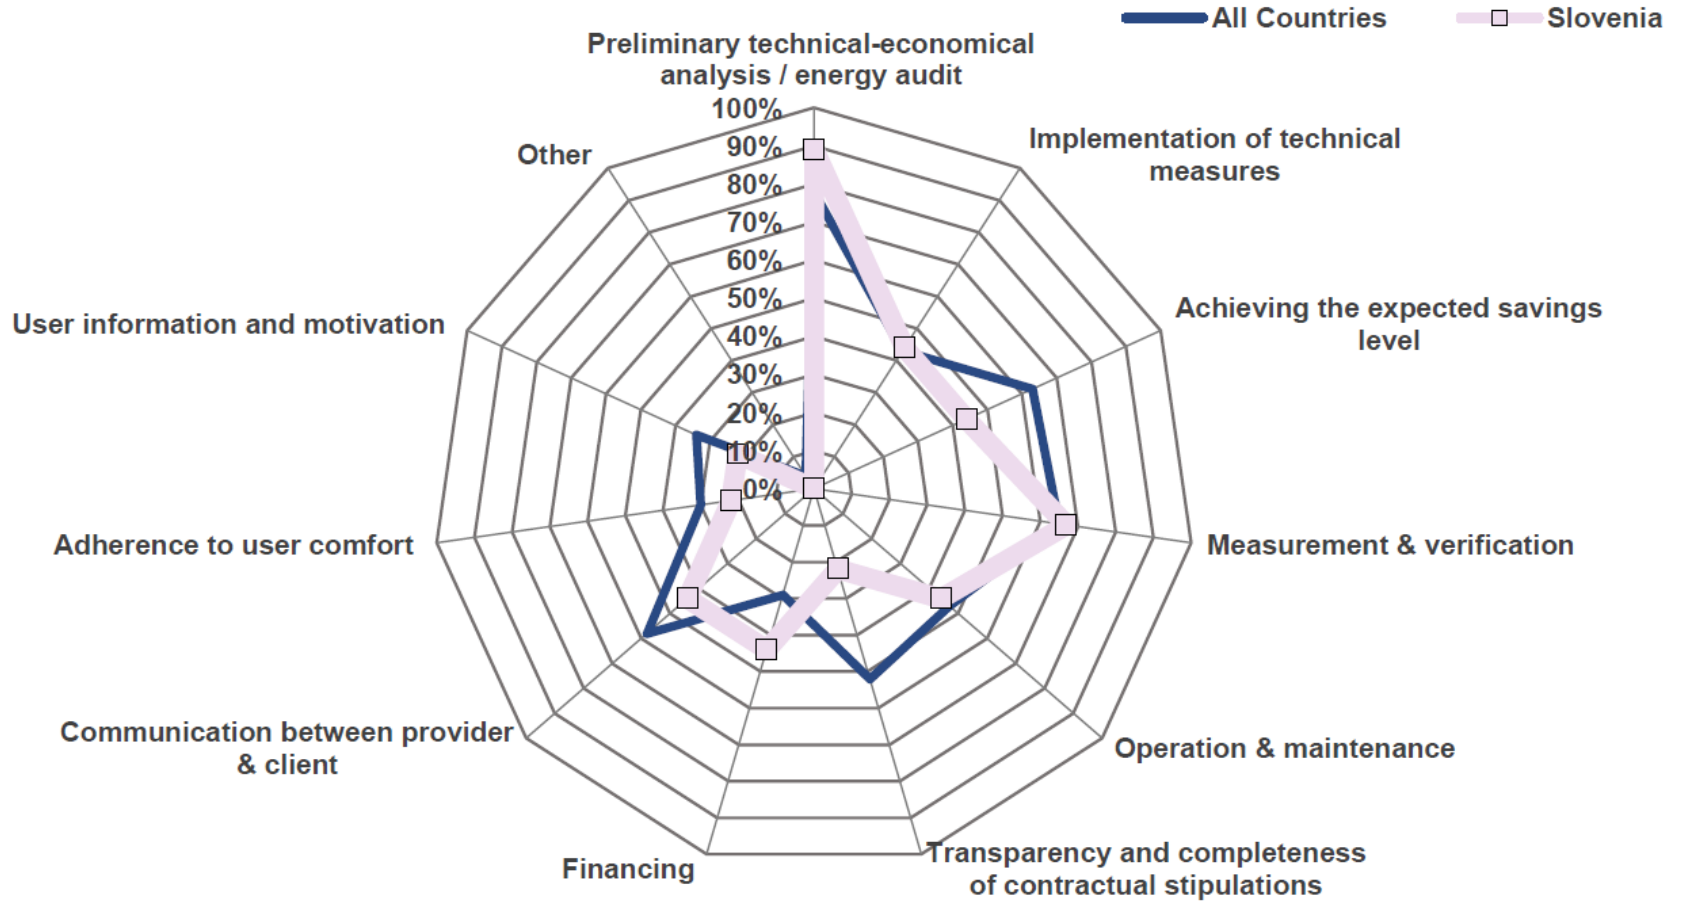 All Countries
Slovenia
Preliminary technical-economical
analysis / energy audit
100%
90%
80%
70%
60%
50%
40%
30%
20%
10%
0%
Implementation of technical
measures
Achieving the expected savings
level
Measurement & verification
Operation & maintenance
Transparency and completeness
of contractual stipulations
Financing
Communication between provider
& client
Adherence to user comfort
User information and motivation
Other